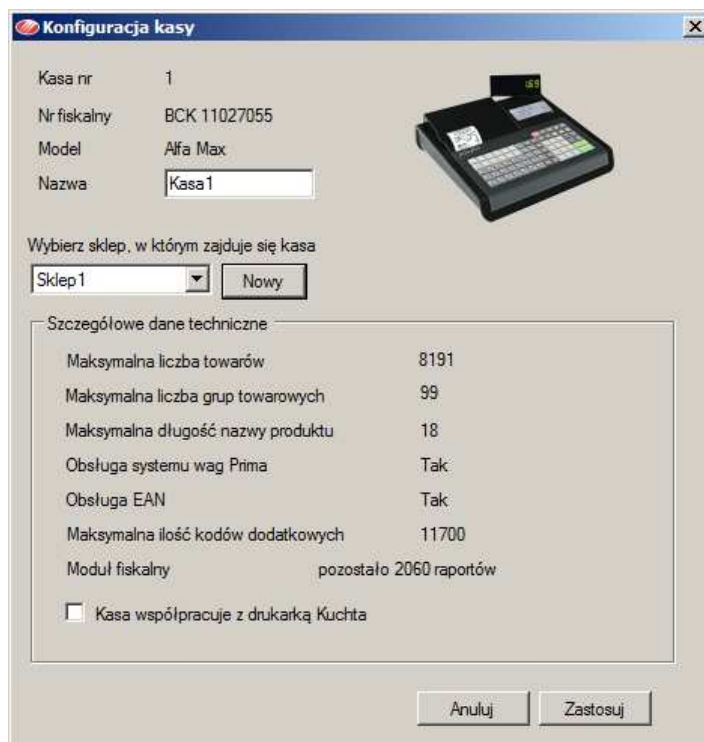 Konfiguracja kasy
Kasa nr 1
Nr fiskalny BCK 11027055
Model Alfa Max
Nazwa Kasa1
Wybierz sklep, w którym zajduje się kasa
Sklep1 Nowy
Szczegółowe dane techniczne
Maksymalna liczba towarów 8191
Maksymalna liczba grup towarowych 99
Maksymalna długość nazwy produktu 18
Obsługa systemu wag Prima Tak
Obsługa EAN Tak
Maksymalna ilość kodów dodatkowych 11700
Moduł fiskalny pozostało 2060 raportów
Kasa współpracuje z drukarką Kuchta
Anuluj Zastosuj